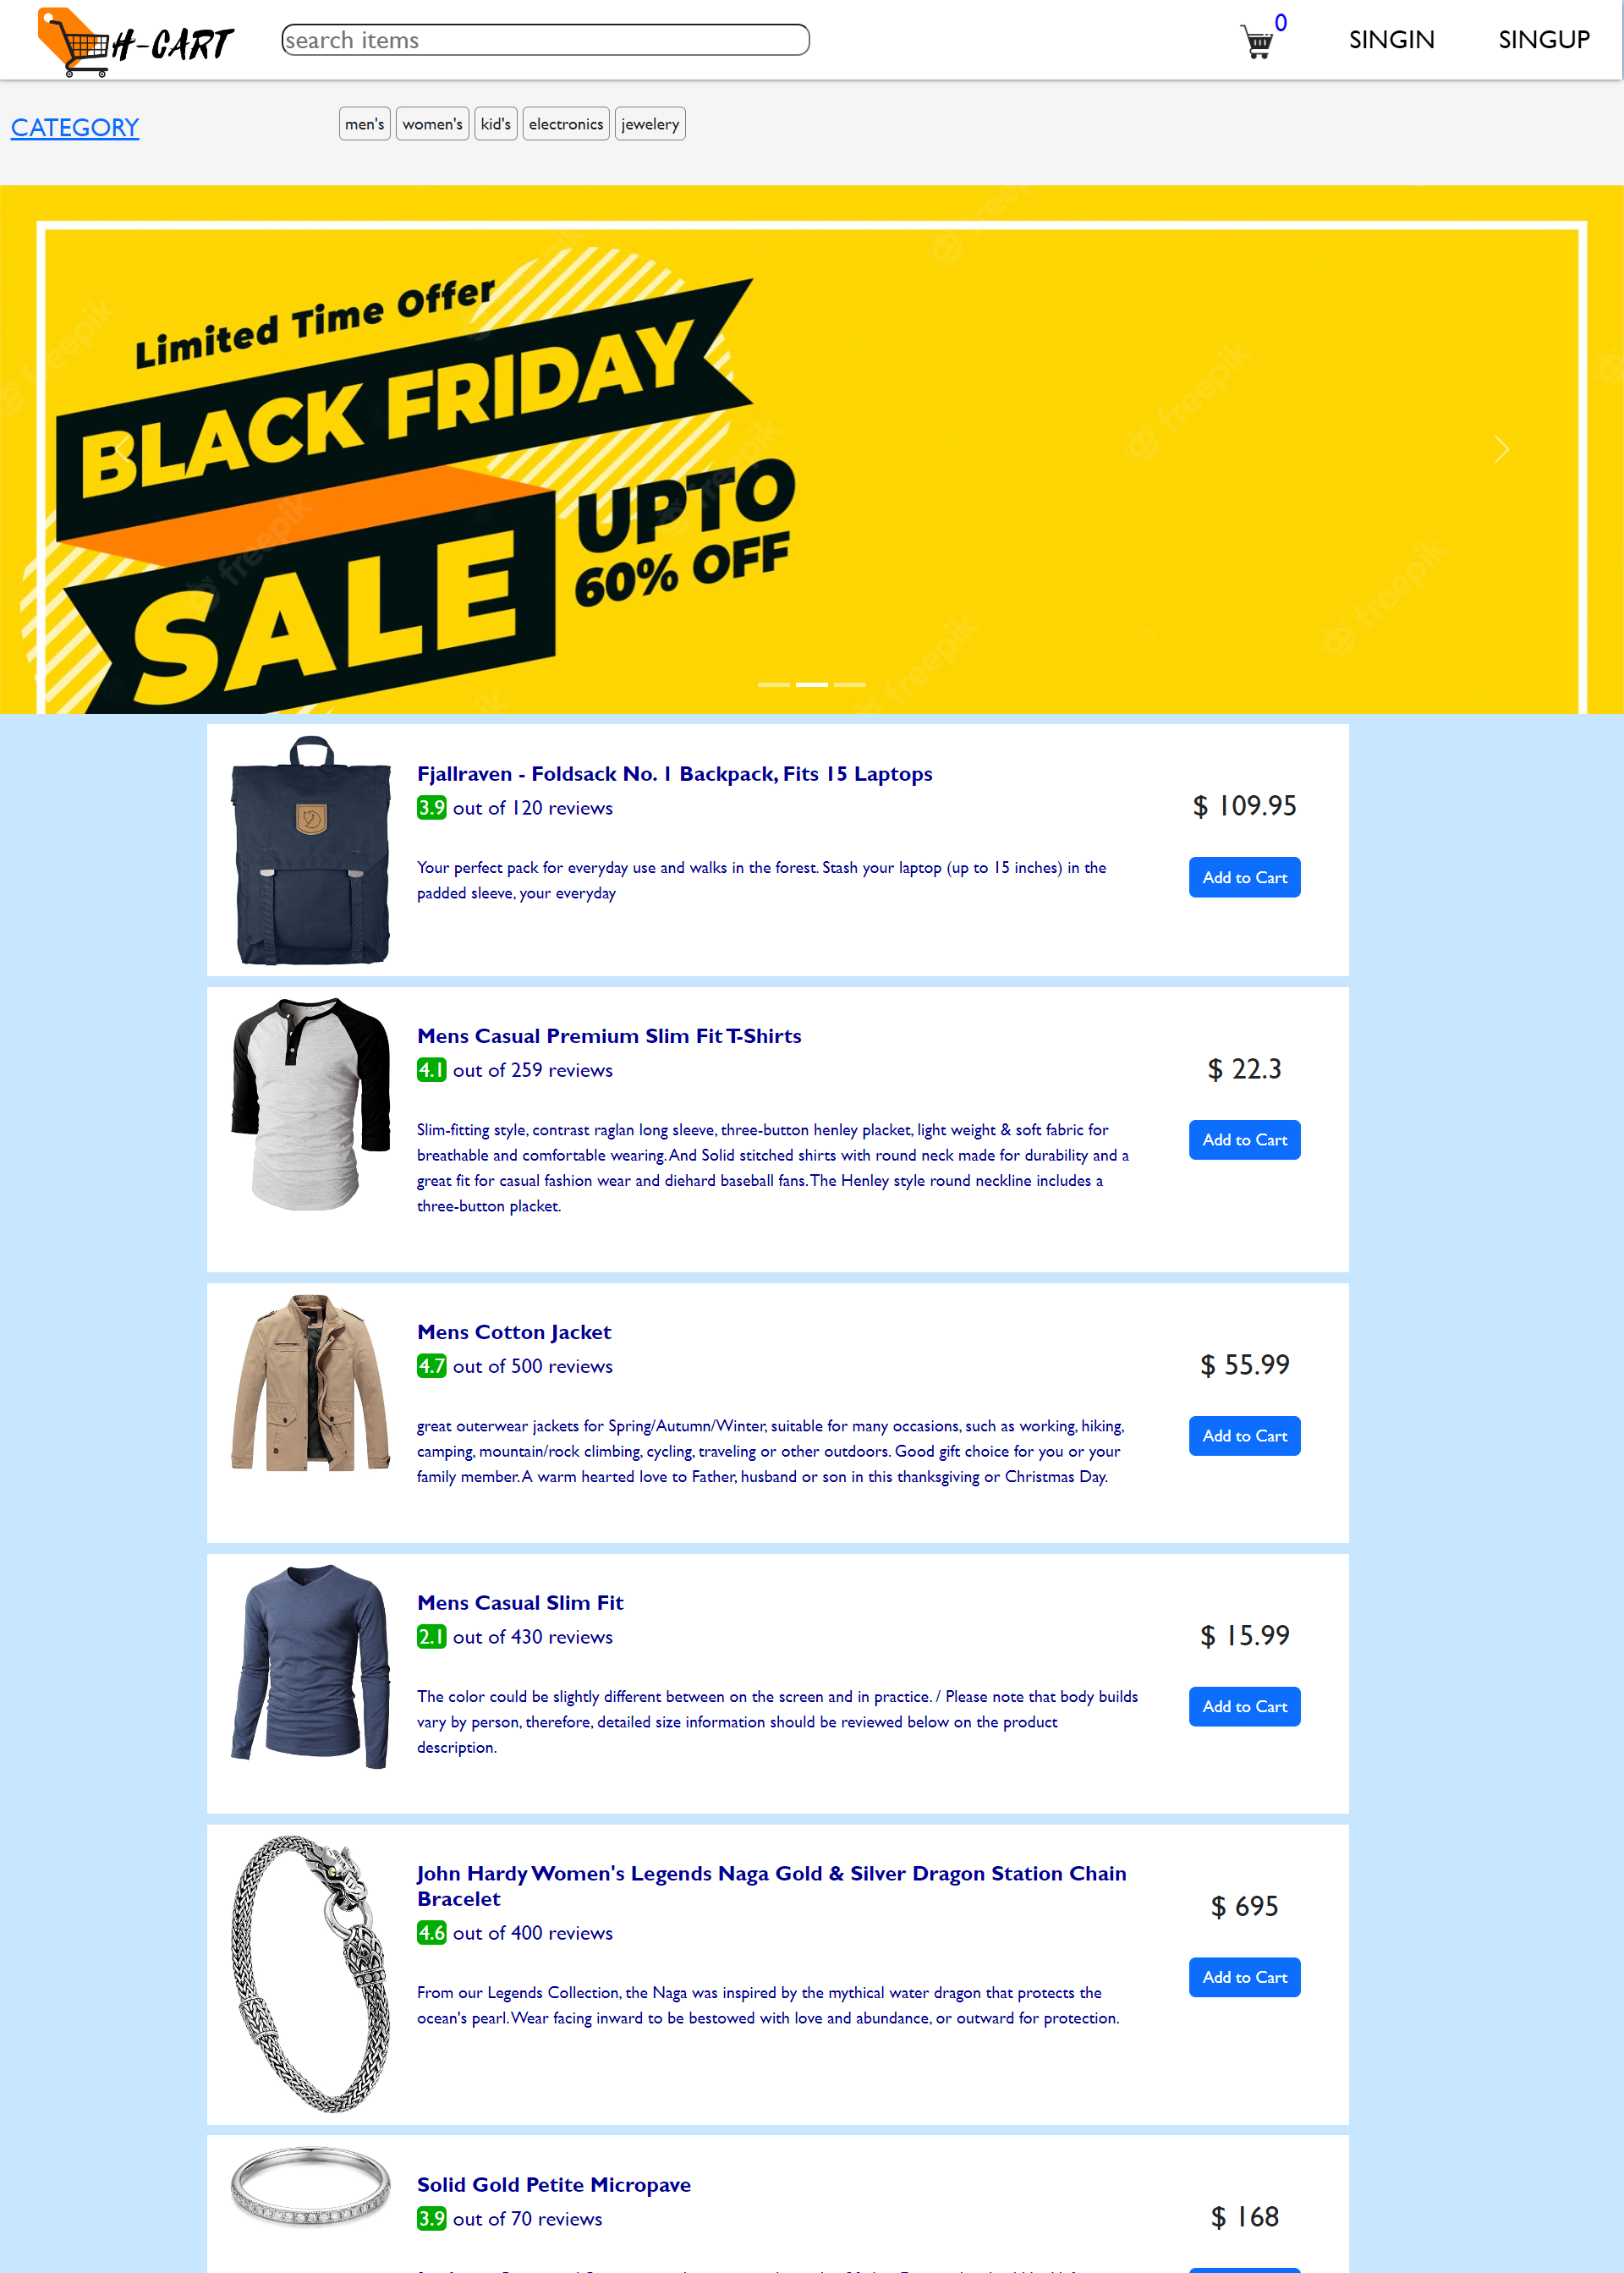 H-CART
search items
0
SINGIN
SINGUP
CATEGORY
men's
women's
kid's
electronics
jewelery
Limited Time Offer
BLACK FRIDAY
SALE
UPTO
60% OFF
freepik
freepik
freepik
freepik
freepik
freepik
freepik
freepik
Fjallraven - Foldsack No. 1 Backpack, Fits 15 Laptops
3.9 out of 120 reviews
Your perfect pack for everyday use and walks in the forest. Stash your laptop (up to 15 inches) in the
padded sleeve, your everyday
$ 109.95
Add to Cart
Mens Casual Premium Slim Fit T-Shirts
4.1 out of 259 reviews
Slim-fitting style, contrast raglan long sleeve, three-button henley placket, light weight & soft fabric for
breathable and comfortable wearing. And Solid stitched shirts with round neck made for durability and a
great fit for casual fashion wear and diehard baseball fans. The Henley style round neckline includes a
three-button placket.
$ 22.3
Add to Cart
Mens Cotton Jacket
4.7 out of 500 reviews
great outerwear jackets for Spring/Autumn/Winter, suitable for many occasions, such as working, hiking,
camping, mountain/rock climbing, cycling, traveling or other outdoors. Good gift choice for you or your
family member. A warm hearted love to Father, husband or son in this thanksgiving or Christmas Day.
$ 55.99
Add to Cart
Mens Casual Slim Fit
2.1 out of 430 reviews
The color could be slightly different between on the screen and in practice. / Please note that body builds
vary by person, therefore, detailed size information should be reviewed below on the product
description.
$ 15.99
Add to Cart
John Hardy Women's Legends Naga Gold & Silver Dragon Station Chain
Bracelet
4.6 out of 400 reviews
From our Legends Collection, the Naga was inspired by the mythical water dragon that protects the
ocean's pearl. Wear facing inward to be bestowed with love and abundance, or outward for protection.
$ 695
Add to Cart
Solid Gold Petite Micropave
3.9 out of 70 reviews
$ 168